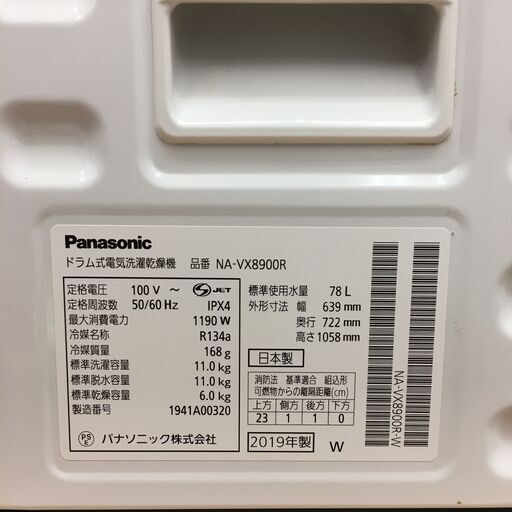 Panasonic
ドラム式電気洗濯乾燥機 品番 NA-VX8900R
定格電圧 100 V ～
定格周波数 50/60 Hz
最大消費電力 1190 W
冷媒名称 R134a
冷媒質量 168 g
標準洗濯容量 11.0 kg
標準脱水容量 11.0 kg
標準乾燥容量 6.0 kg
製造番号 1941A00320
S JET
IPX4
PS
E
パナソニック株式会社
標準使用水量 78 L
外形寸法 幅 639 mm
奥行 722 mm
高さ 1058 mm
日本製
消防法 基準適合 組込形
可燃物からの離隔距離(cm)
上方 側方 後方 下方
23 1 1 0
2019年製 W
NA-VX8900R-W